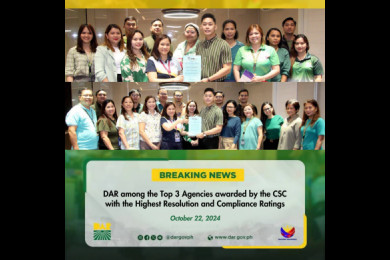 BREAKING NEWS
DAR among the Top 3 Agencies awarded by the CSC
with the Highest Resolution and Compliance Ratings
October 22, 2024
DAR
@dargovph www.dar.gov.ph